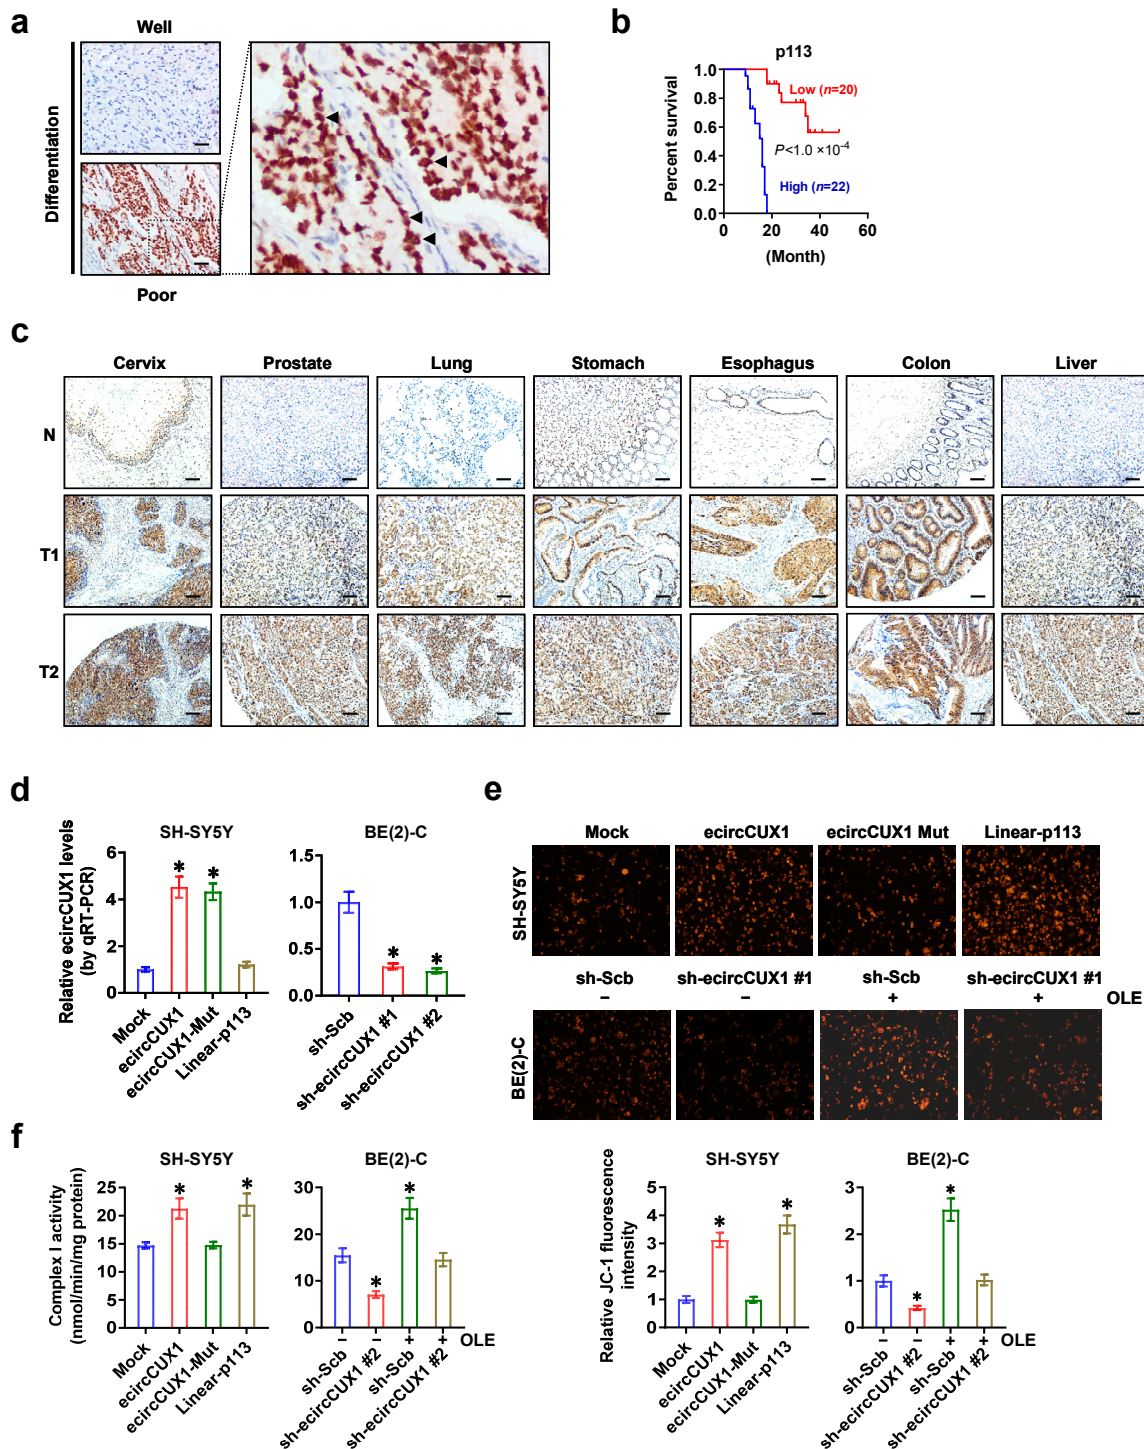 a
Well
Differentiation
Poor
b
p113
Percent survival
1.0
0.8
0.6
0.4
0.2
0.0
Low (n=20)
P<1.0 ×10-4
High (n=22)
0 20 40 60
(Month)
c
Cervix Prostate Lung Stomach Esophagus Colon Liver
N
T1
T2
d
SH-SY5Y
Relative ecircCUX1 levels
(by qRT-PCR)
6
4
2
0
* *
Mock
ecircCUX1
ecircCUX1-Mut
Linear-p113
BE(2)-C
1.5
1.0
0.5
0.0
* *
sh-Scb
sh-ecircCUX1 #1
sh-ecircCUX1 #2
e
Mock ecircCUX1 ecircCUX1 Mut Linear-p113
SH-SY5Y
sh-Scb sh-ecircCUX1 #1 sh-Scb sh-ecircCUX1 #1
− − + + OLE
BE(2)-C
f
SH-SY5Y
Complex I activity
(nmol/min/mg protein)
25
20
15
10
5
0
* *
Mock
ecircCUX1
ecircCUX1-Mut
Linear-p113
BE(2)-C
30
20
10
0
* *
− − + + OLE
sh-Scb
sh-ecircCUX1 #2
sh-Scb
sh-ecircCUX1 #2
SH-SY5Y
Relative JC-1 fluorescence
intensity
5
4
3
2
1
0
* *
Mock
ecircCUX1
ecircCUX1-Mut
Linear-p113
BE(2)-C
3
2
1
0
* *
− − + + OLE
sh-Scb
sh-ecircCUX1 #2
sh-Scb
sh-ecircCUX1 #2